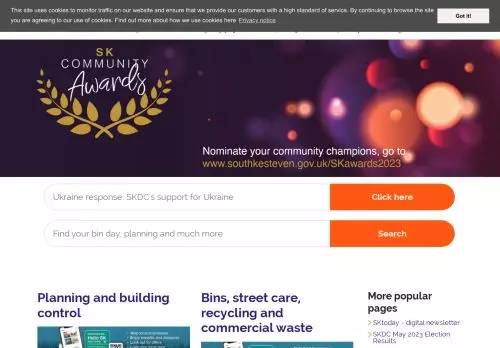 This site uses cookies to monitor traffic on our website and ensure that we provide our customers with a high standard of service. By continuing to browse the site
you are agreeing to our use of cookies. Find out more about how we use cookies here Privacy notice
Got it!
SK
COMMUNITY
Awards
Nominate your community champions, go to
www.southkesteven.gov.uk/SKawards2023
Ukraine response: SKDC's support for Ukraine
Click here
Find your bin day, planning and much more
Search
Planning and building
control
Bins, street care,
recycling and
commercial waste
More popular
pages
SKtoday - digital newsletter
SKDC May 2023 Election
Results
Hello SK